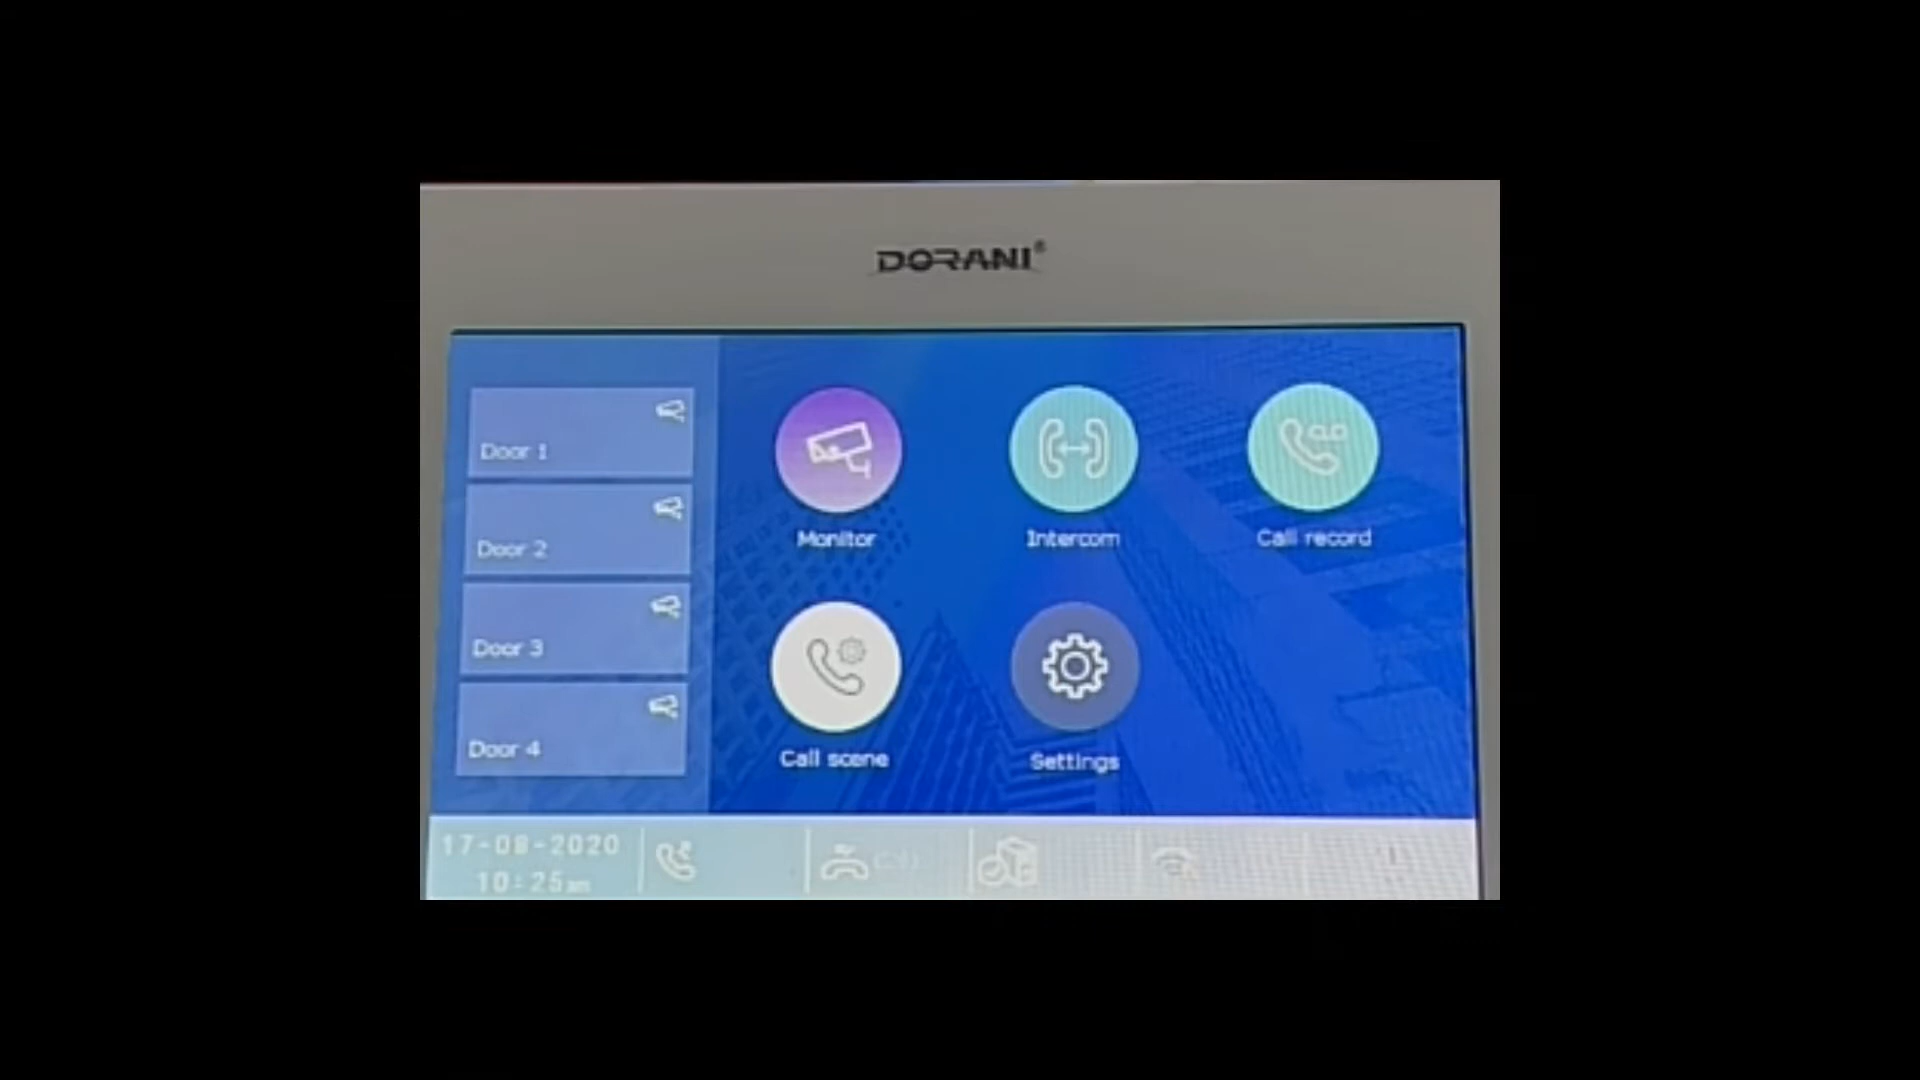 DORANI®
Door 1
Door 2
Door 3
Door 4
Monitor
Intercom
Call record
Call scene
Settings
17-08-2020
10:25am